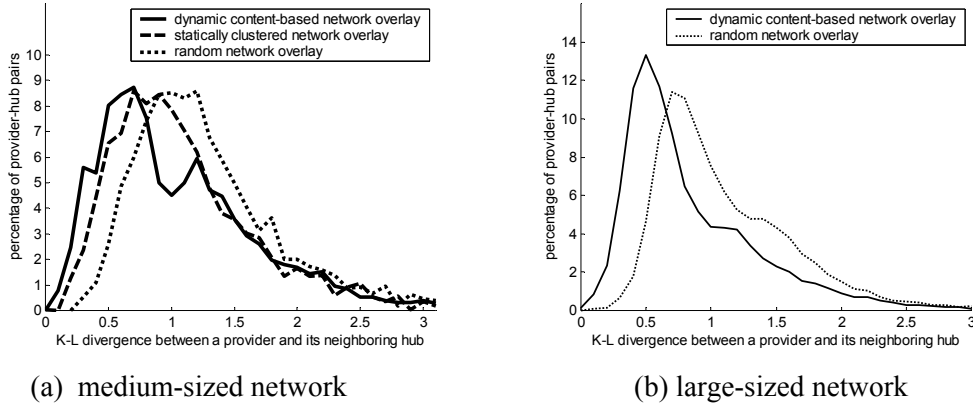 dynamic content-based network overlay
statically clustered network overlay
random network overlay
percentage of provider-hub pairs
10
9
8
7
6
5
4
3
2
1
0
0 0.5 1 1.5 2 2.5 3
K-L divergence between a provider and its neighboring hub
(a) medium-sized network
dynamic content-based network overlay
random network overlay
percentage of provider-hub pairs
14
12
10
8
6
4
2
0
0 0.5 1 1.5 2 2.5 3
K-L divergence between a provider and its neighboring hub
(b) large-sized network